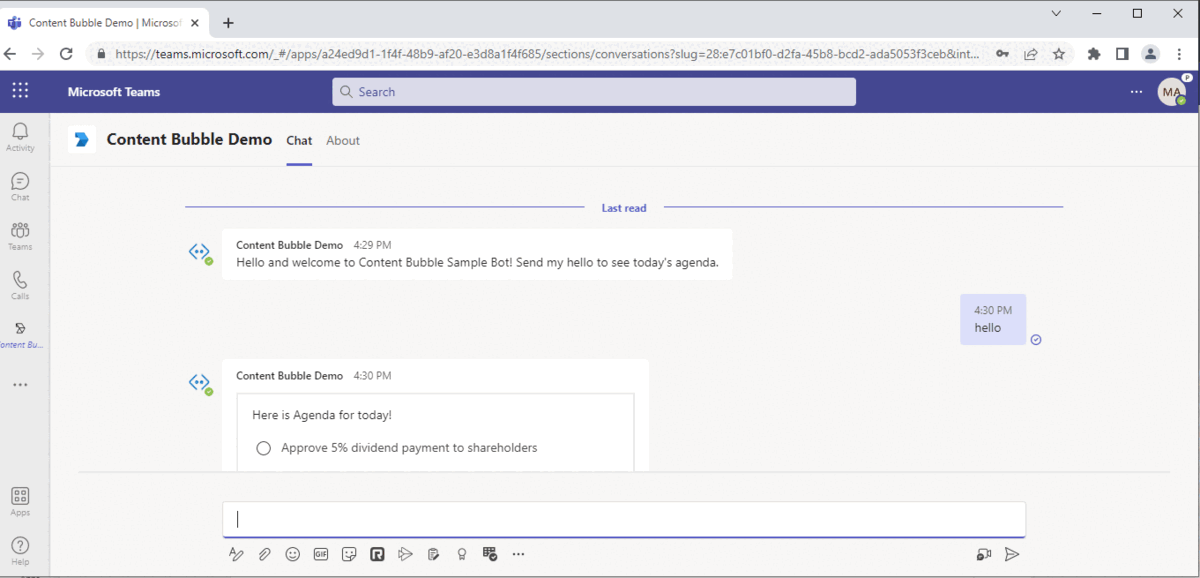 Content Bubble Demo | Microsof
https://teams.microsoft.com/_#/apps/a24ed9d1-1f4f-48b9-af20-e3d8a1f4f685/sections/conversations?slug=28:e7c01bf0-d2fa-45b8-bcd2-ada5053f3ceb&int...
Microsoft Teams
Search
MA
P
Activity
Chat
Teams
Calls
ontent Bu...
Apps
Help
Content Bubble Demo
Chat
About
Last read
Content Bubble Demo 4:29 PM
Hello and welcome to Content Bubble Sample Bot! Send my hello to see today's agenda.
4:30 PM
hello
Content Bubble Demo 4:30 PM
Here is Agenda for today!
Approve 5% dividend payment to shareholders
GIF